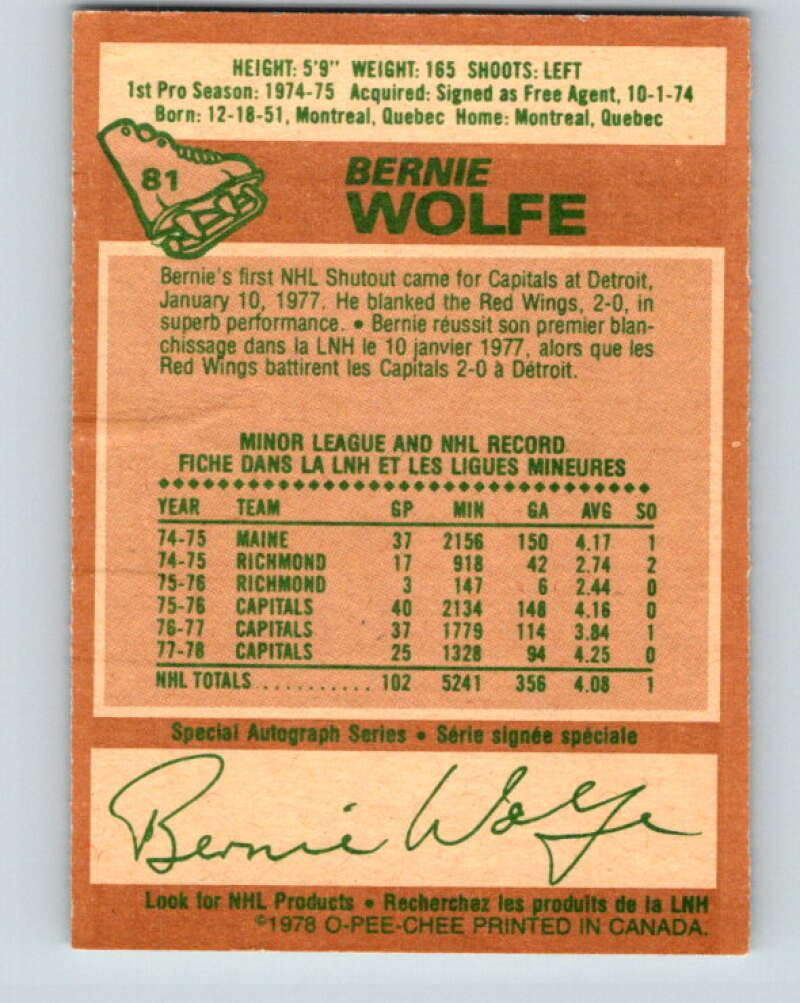 HEIGHT: 5'9" WEIGHT: 165 SHOOTS: LEFT
1st Pro Season: 1974-75 Acquired: Signed as Free Agent, 10-1-74
Born: 12-18-51, Montreal, Quebec Home: Montreal, Quebec
81
BERNIE
WOLFE
Bernie's first NHL Shutout came for Capitals at Detroit,
January 10, 1977. He blanked the Red Wings, 2-0, in
superb performance. • Bernie réussit son premier blan-
chissage dans la LNH le 10 janvier 1977, alors que les
Red Wings battirent les Capitals 2-0 à Détroit.
MINOR LEAGUE AND NHL RECORD
FICHE DANS LA LNH ET LES LIGUES MINEURES
YEAR TEAM GP MIN GA AVG SO
74-75 MAINE 37 2156 150 4.17 1
74-75 RICHMOND 17 918 42 2.74 2
75-76 RICHMOND 3 147 6 2.44 0
75-76 CAPITALS 40 2134 148 4.16 0
76-77 CAPITALS 37 1779 114 3.84 1
77-78 CAPITALS 25 1328 94 4.25 0
NHL TOTALS........... 102 5241 356 4.08 1
Special Autograph Series • Série signée spéciale
Bernie Wolfe
Look for NHL Products • Recherchez les produits de la LNH
©1978 O-PEE-CHEE PRINTED IN CANADA.